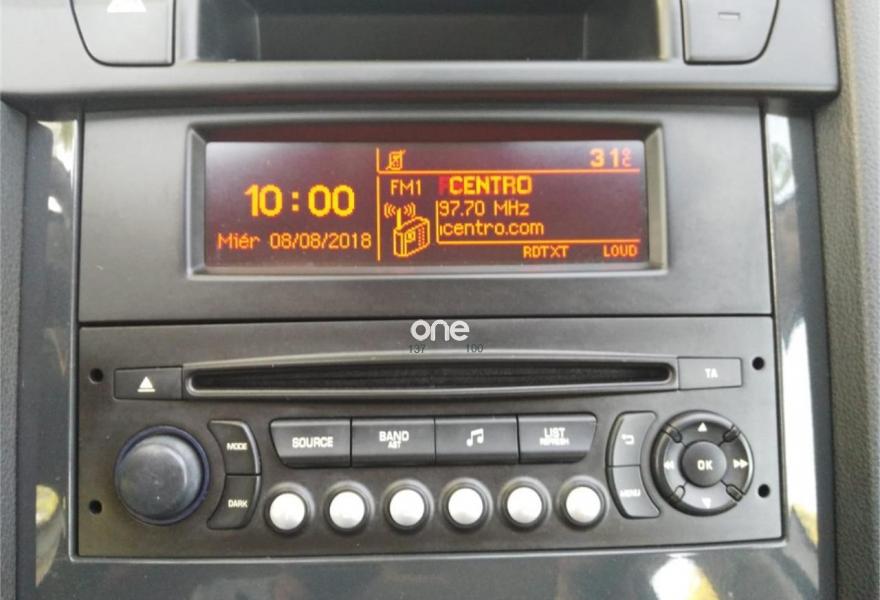 31°C
10:00
FM1
CENTRO
97.70 MHz
centro.com
Miér 08/08/2018
RDTXT
LOUD
one
137 100
TA
MODE
SOURCE
BAND
AST
LIST
REFRESH
OK
DARK
MENU